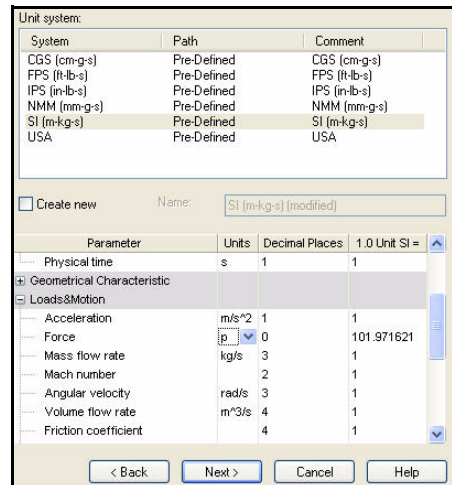 Unit system:
System Path Comment
CGS (cm-g-s) Pre-Defined CGS (cm-g-s)
FPS (ft-lb-s) Pre-Defined FPS (ft-lb-s)
IPS (in-lb-s) Pre-Defined IPS (in-lb-s)
NMM (mm-g-s) Pre-Defined NMM (mm-g-s)
SI (m-kg-s) Pre-Defined SI (m-kg-s)
USA Pre-Defined USA
Create new Name: SI (m-kg-s) (modified)
Parameter Units Decimal Places 1.0 Unit SI =
Physical time s 1 1
Geometrical Characteristic
Loads&Motion
Acceleration m/s^2 1 1
Force p 0 101.971621
Mass flow rate kg/s 3 1
Mach number 2 1
Angular velocity rad/s 3 1
Volume flow rate m^3/s 4 1
Friction coefficient 4 1
< Back Next > Cancel Help